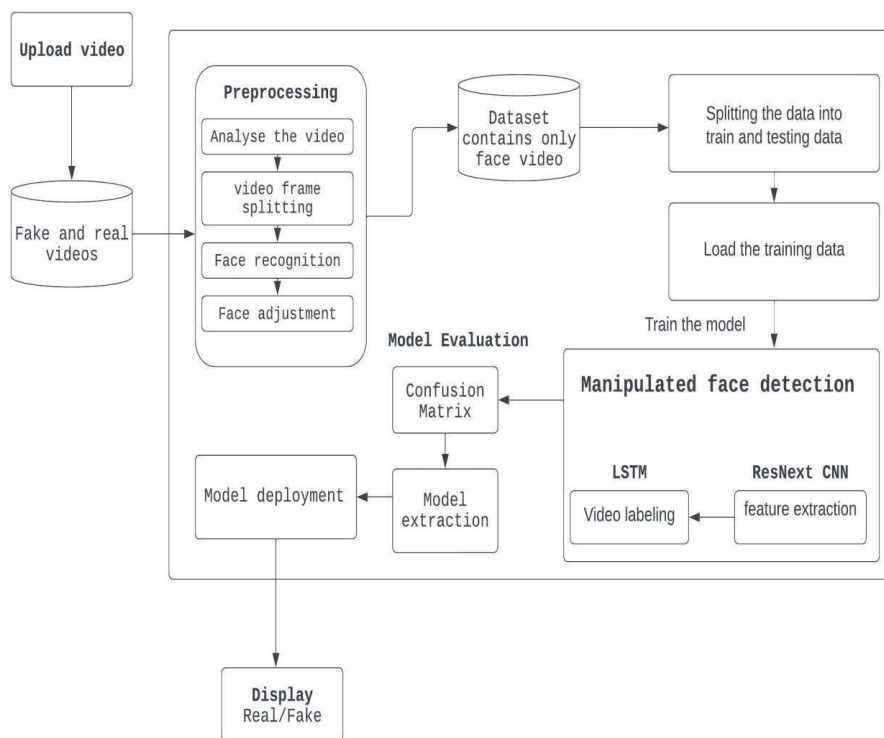 Upload video
Fake and real
videos
Preprocessing
Analyse the video
video frame
splitting
Face recognition
Face adjustment
Dataset
contains only
face video
Splitting the data into
train and testing data
Load the training data
Train the model
Manipulated face detection
LSTM
ResNext CNN
Video labeling
feature extraction
Model Evaluation
Confusion
Matrix
Model
extraction
Model deployment
Display
Real/Fake